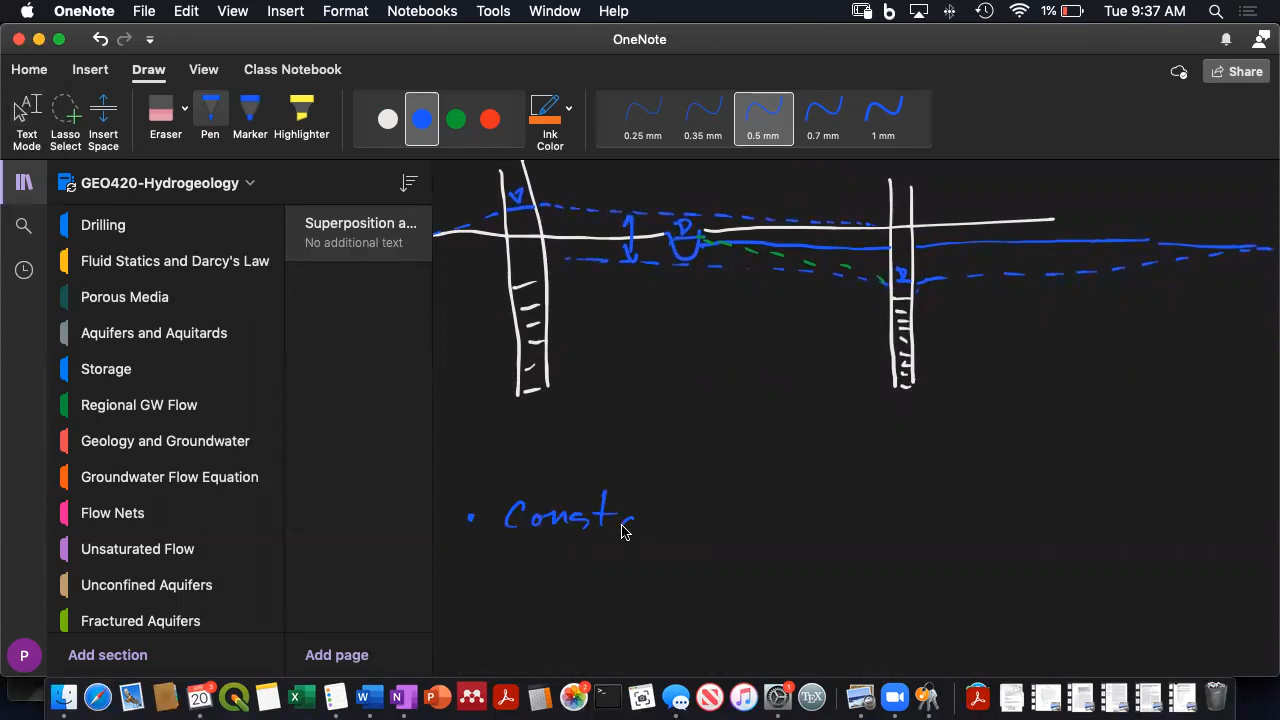 OneNote File Edit View Insert Format Notebooks Tools Window Help 1% Tue 9:37 AM
OneNote
Home Insert Draw View Class Notebook Share
Text Mode Lasso Select Insert Space Eraser Pen Marker Highlighter Ink Color 0.25 mm 0.35 mm 0.5 mm 0.7 mm 1 mm
GEO420-Hydrogeology
Drilling
Fluid Statics and Darcy's Law
Porous Media
Aquifers and Aquitards
Storage
Regional GW Flow
Geology and Groundwater
Groundwater Flow Equation
Flow Nets
Unsaturated Flow
Unconfined Aquifers
Fractured Aquifers
Add section
Superposition a...
No additional text
Add page
• Consta
P
20
TEX